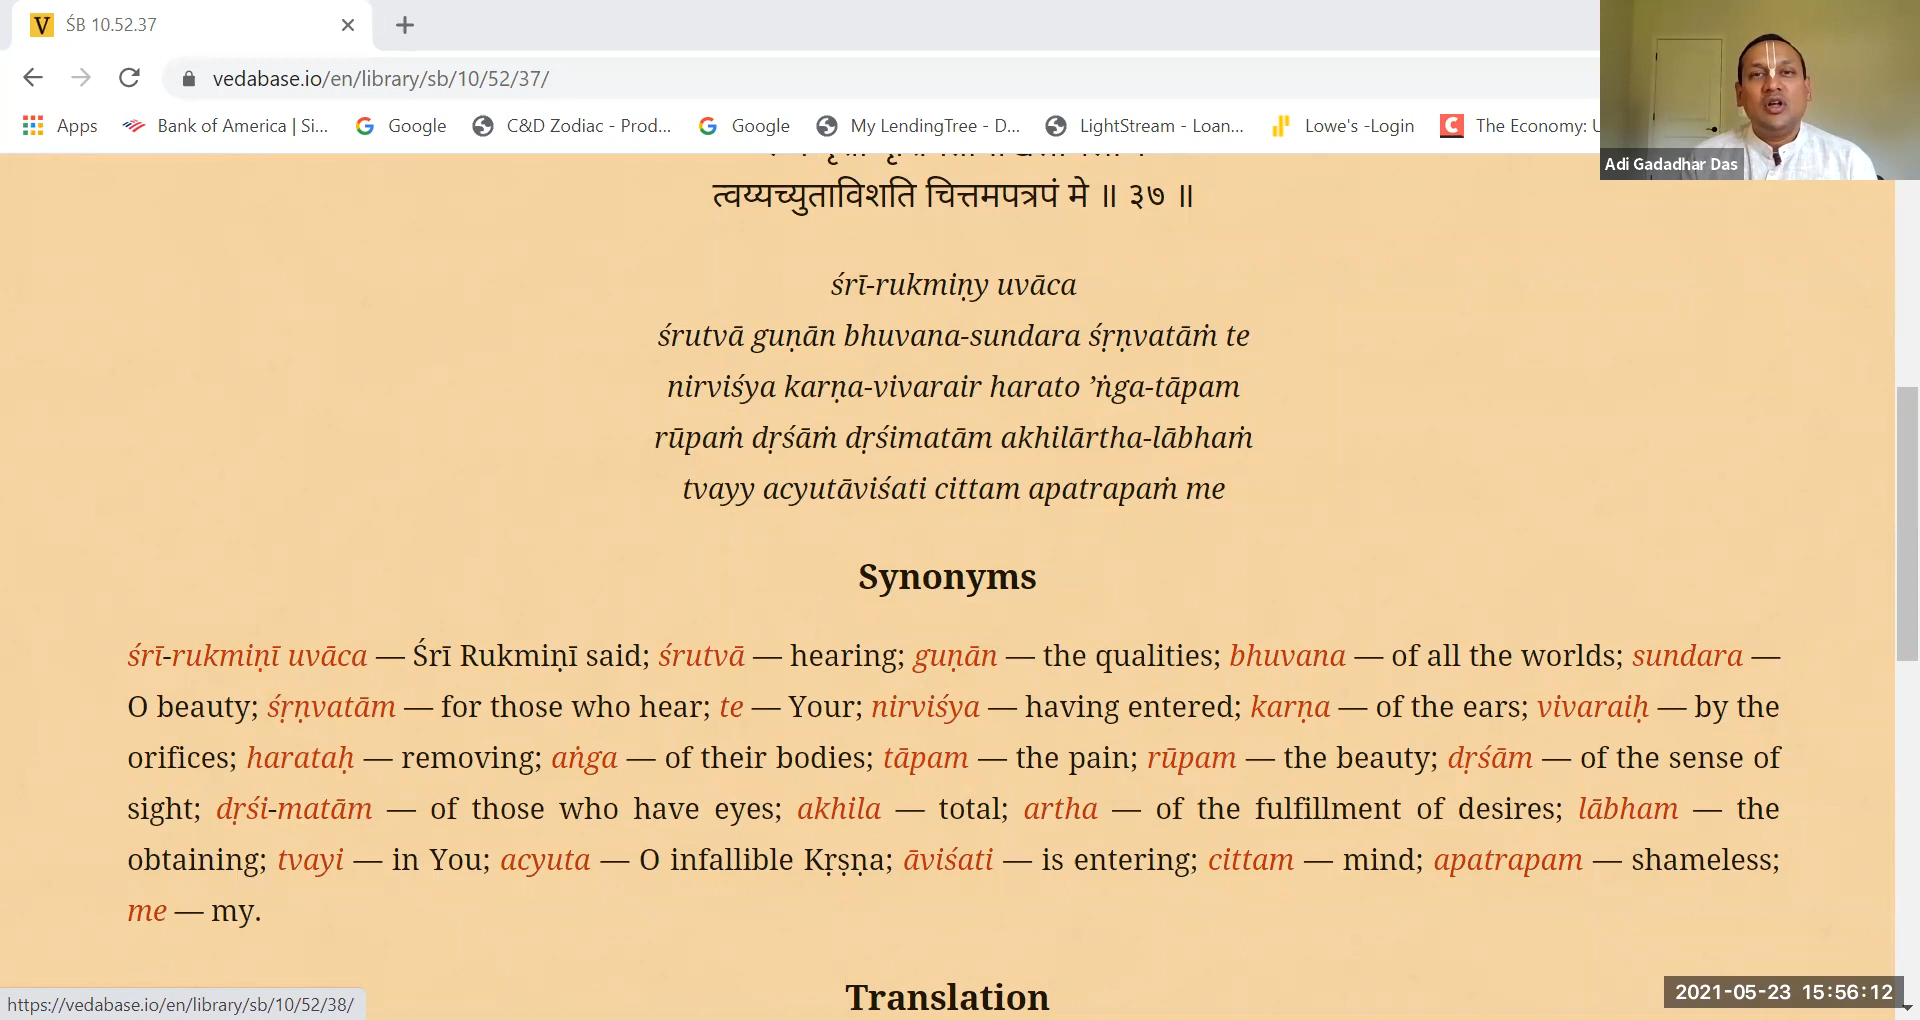 ŚB 10.52.37
vedabase.io/en/library/sb/10/52/37/
Apps Bank of America | Si... Google C&D Zodiac - Prod... Google My LendingTree - D... LightStream - Loan... Lowe's -Login The Economy: U
Adi Gadadhar Das
त्वय्यच्युताविशति चित्तमपत्रपं मे ॥ ३७ ॥
śrī-rukmiṇy uvāca
śrutvā guṇān bhuvana-sundara śṛṇvatāṁ te
nirviśya karṇa-vivarair harato ’ṅga-tāpam
rūpaṁ dṛśāṁ dṛśimatām akhilārtha-lābhaṁ
tvayy acyutāviśati cittam apatrapaṁ me
Synonyms
śrī-rukmiṇī uvāca — Śrī Rukmiṇī said; śrutvā — hearing; guṇān — the qualities; bhuvana — of all the worlds; sundara —
O beauty; śṛṇvatām — for those who hear; te — Your; nirviśya — having entered; karṇa — of the ears; vivaraiḥ — by the
orifices; harataḥ — removing; aṅga — of their bodies; tāpam — the pain; rūpam — the beauty; dṛśām — of the sense of
sight; dṛśi-matām — of those who have eyes; akhila — total; artha — of the fulfillment of desires; lābham — the
obtaining; tvayi — in You; acyuta — O infallible Kṛṣṇa; āviśati — is entering; cittam — mind; apatrapam — shameless;
me — my.
Translation
https://vedabase.io/en/library/sb/10/52/38/
2021-05-23 15:56:12